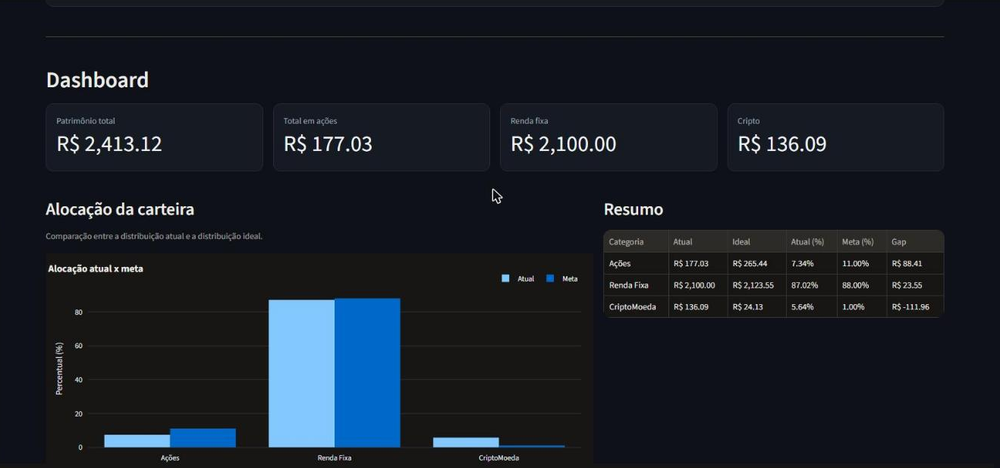 Dashboard
Patrimônio total
R$ 2,413.12
Total em ações
R$ 177.03
Renda fixa
R$ 2,100.00
Cripto
R$ 136.09
Alocação da carteira
Comparação entre a distribuição atual e a distribuição ideal.
Alocação atual x meta
Atual Meta
Percentual (%)
80
60
40
20
0
Ações Renda Fixa CriptoMoeda
Resumo
Categoria Atual Ideal Atual (%) Meta (%) Gap
Ações R$ 177.03 R$ 265.44 7.34% 11.00% R$ 88.41
Renda Fixa R$ 2,100.00 R$ 2,123.55 87.02% 88.00% R$ 23.55
CriptoMoeda R$ 136.09 R$ 24.13 5.64% 1.00% R$ -111.96